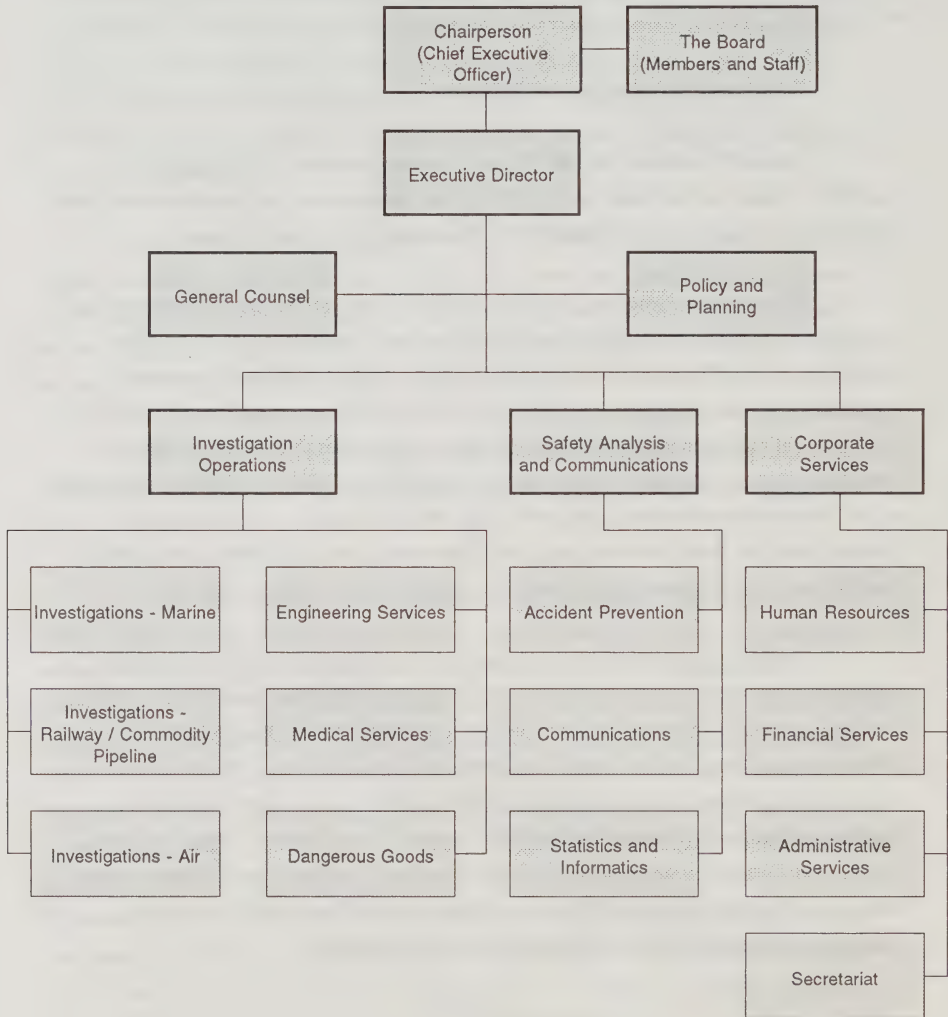 Chairperson
(Chief Executive
Officer)
The Board
(Members and Staff)
Executive Director
General Counsel
Policy and
Planning
Investigation
Operations
Safety Analysis
and Communications
Corporate
Services
Investigations - Marine
Engineering Services
Accident Prevention
Human Resources
Investigations -
Railway / Commodity
Pipeline
Medical Services
Communications
Financial Services
Investigations - Air
Dangerous Goods
Statistics and
Informatics
Administrative
Services
Secretariat